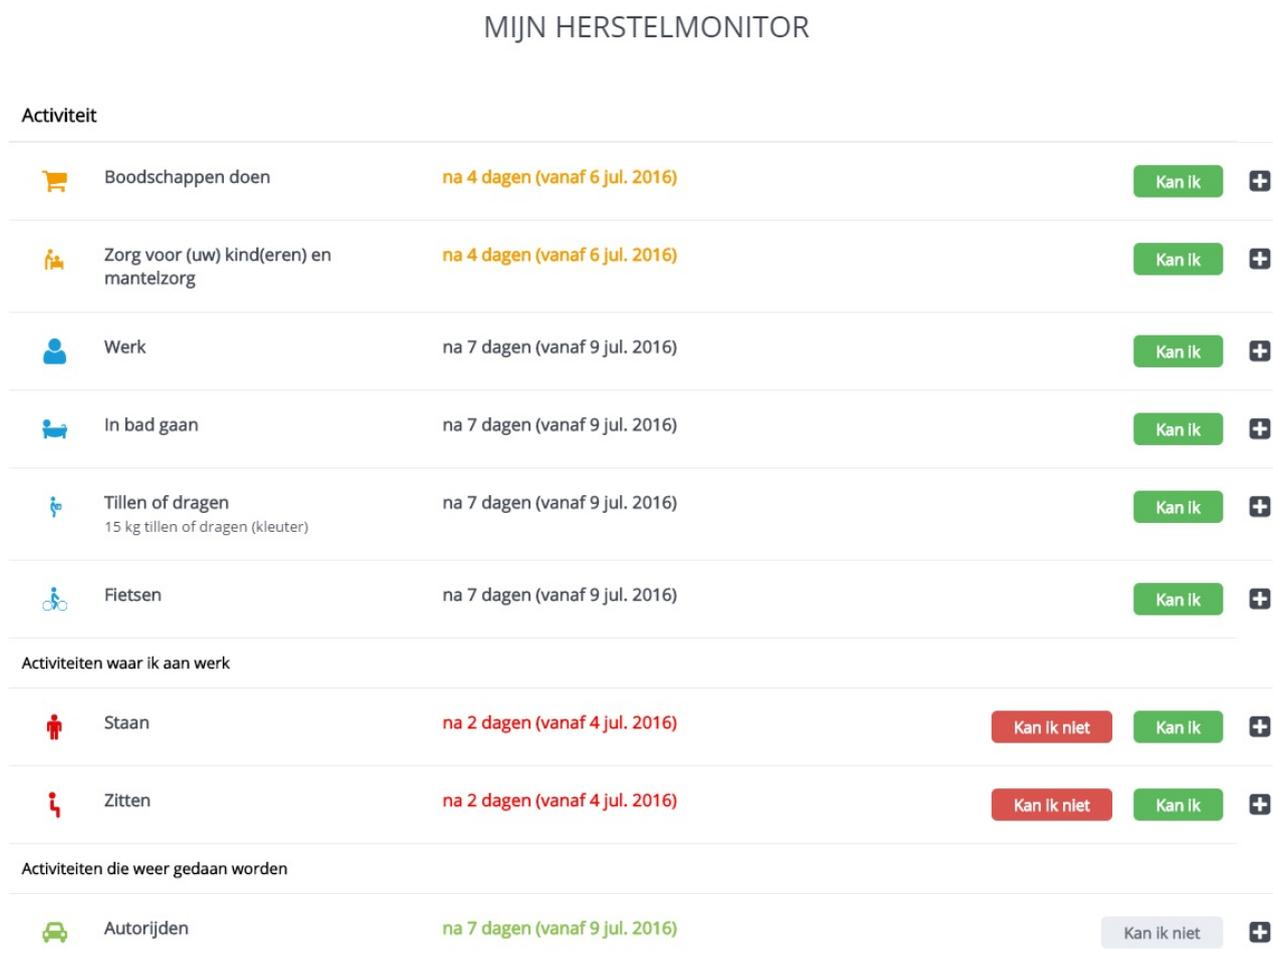 MIJN HERSTELMONITOR
Activiteit
Boodschappen doen na 4 dagen (vanaf 6 jul. 2016) Kan ik
Zorg voor (uw) kind(eren) en na 4 dagen (vanaf 6 jul. 2016) Kan ik
mantelzorg
Werk na 7 dagen (vanaf 9 jul. 2016) Kan ik
In bad gaan na 7 dagen (vanaf 9 jul. 2016) Kan ik
Tillen of dragen na 7 dagen (vanaf 9 jul. 2016) Kan ik
15 kg tillen of dragen (kleuter)
Fietsen na 7 dagen (vanaf 9 jul. 2016) Kan ik
Activiteiten waar ik aan werk
Staan na 2 dagen (vanaf 4 jul. 2016) Kan ik niet Kan ik
Zitten na 2 dagen (vanaf 4 jul. 2016) Kan ik niet Kan ik
Activiteiten die weer gedaan worden
Autorijden na 7 dagen (vanaf 9 jul. 2016) Kan ik niet